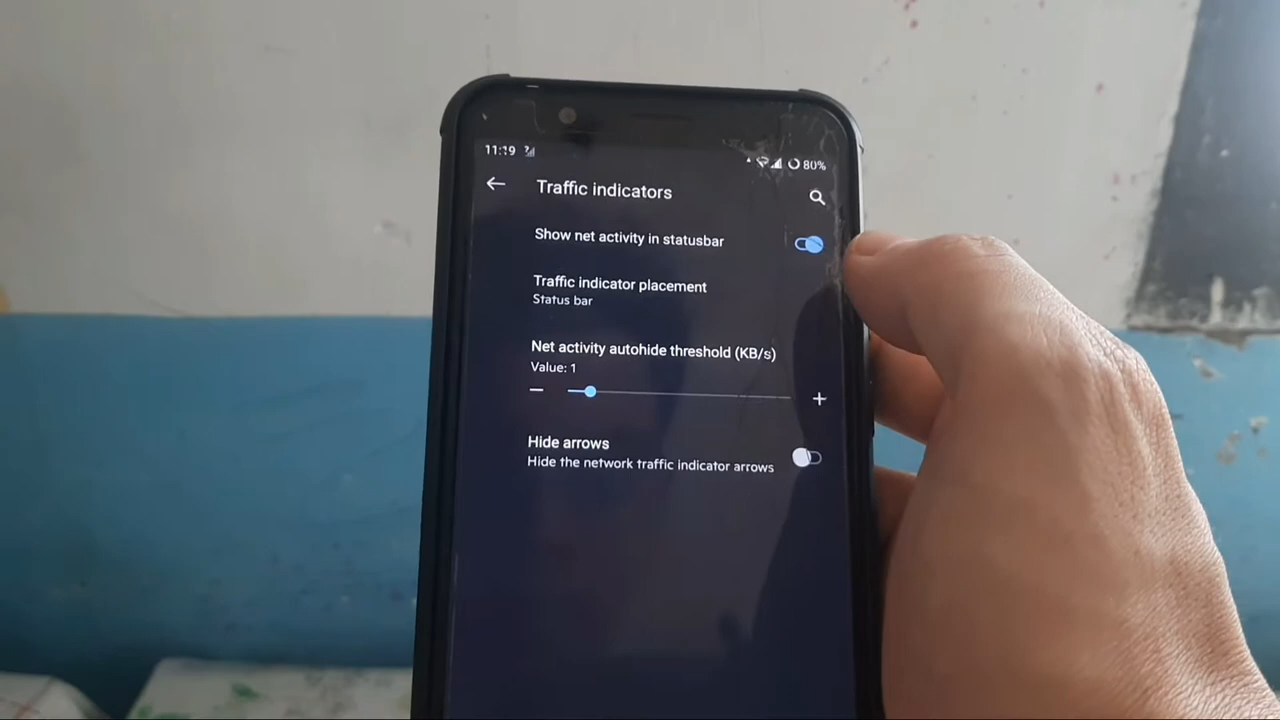 11:19
80%
Traffic indicators
Show net activity in statusbar
Traffic indicator placement
Status bar
Net activity autohide threshold (KB/s)
Value: 1
Hide arrows
Hide the network traffic indicator arrows